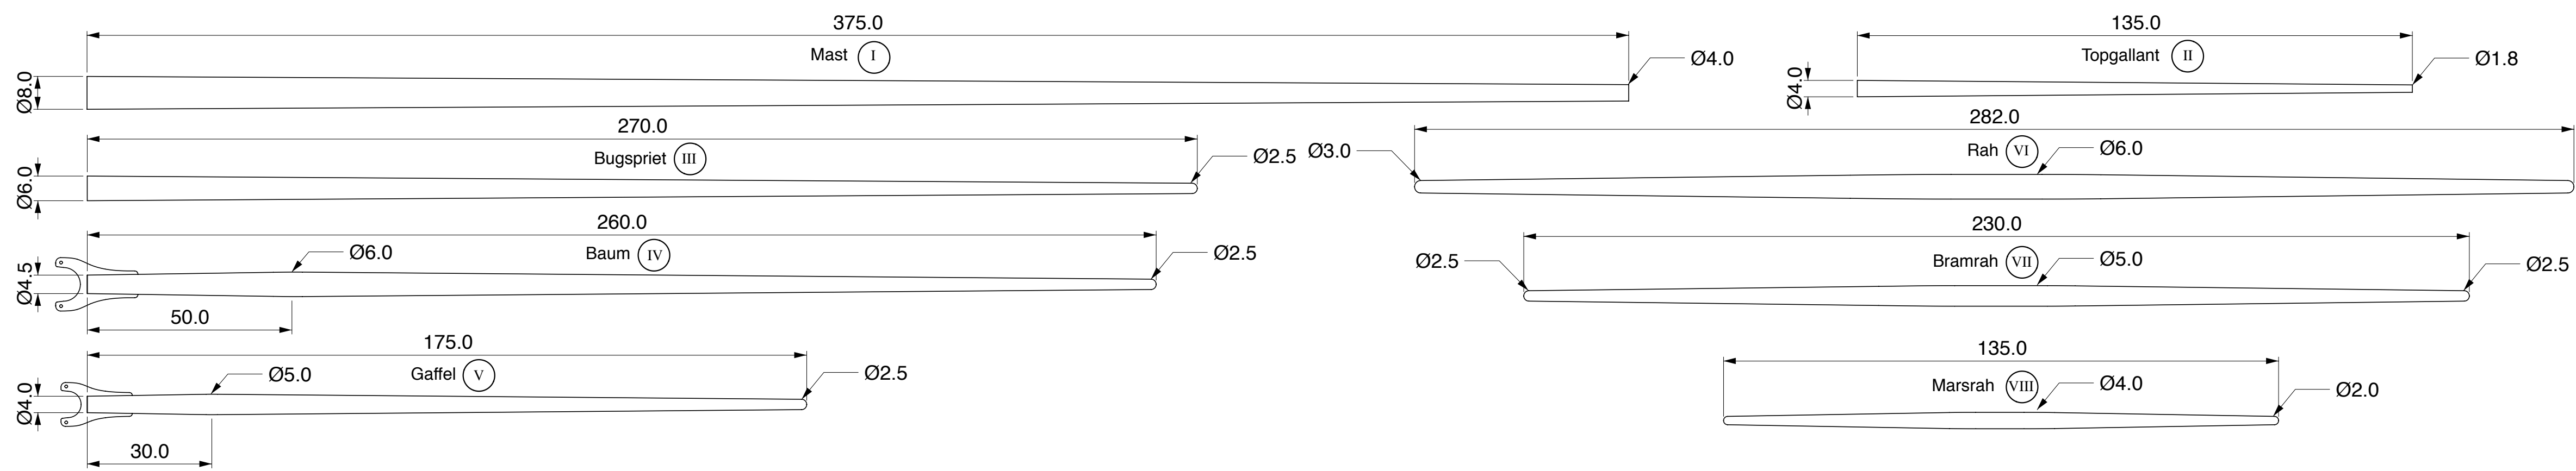 375.0
Mast I
Ø4.0
Ø8.0
135.0
Topgallant II
Ø1.8
Ø4.0
270.0
Bugspriet III
Ø2.5
Ø6.0
282.0
Ø3.0
Rah VI
Ø6.0
260.0
Ø6.0
Baum IV
Ø2.5
Ø4.5
50.0
230.0
Ø2.5
Bramrah VII
Ø5.0
Ø2.5
175.0
Ø5.0
Gaffel V
Ø2.5
Ø4.0
30.0
135.0
Marsrah VIII
Ø4.0
Ø2.0